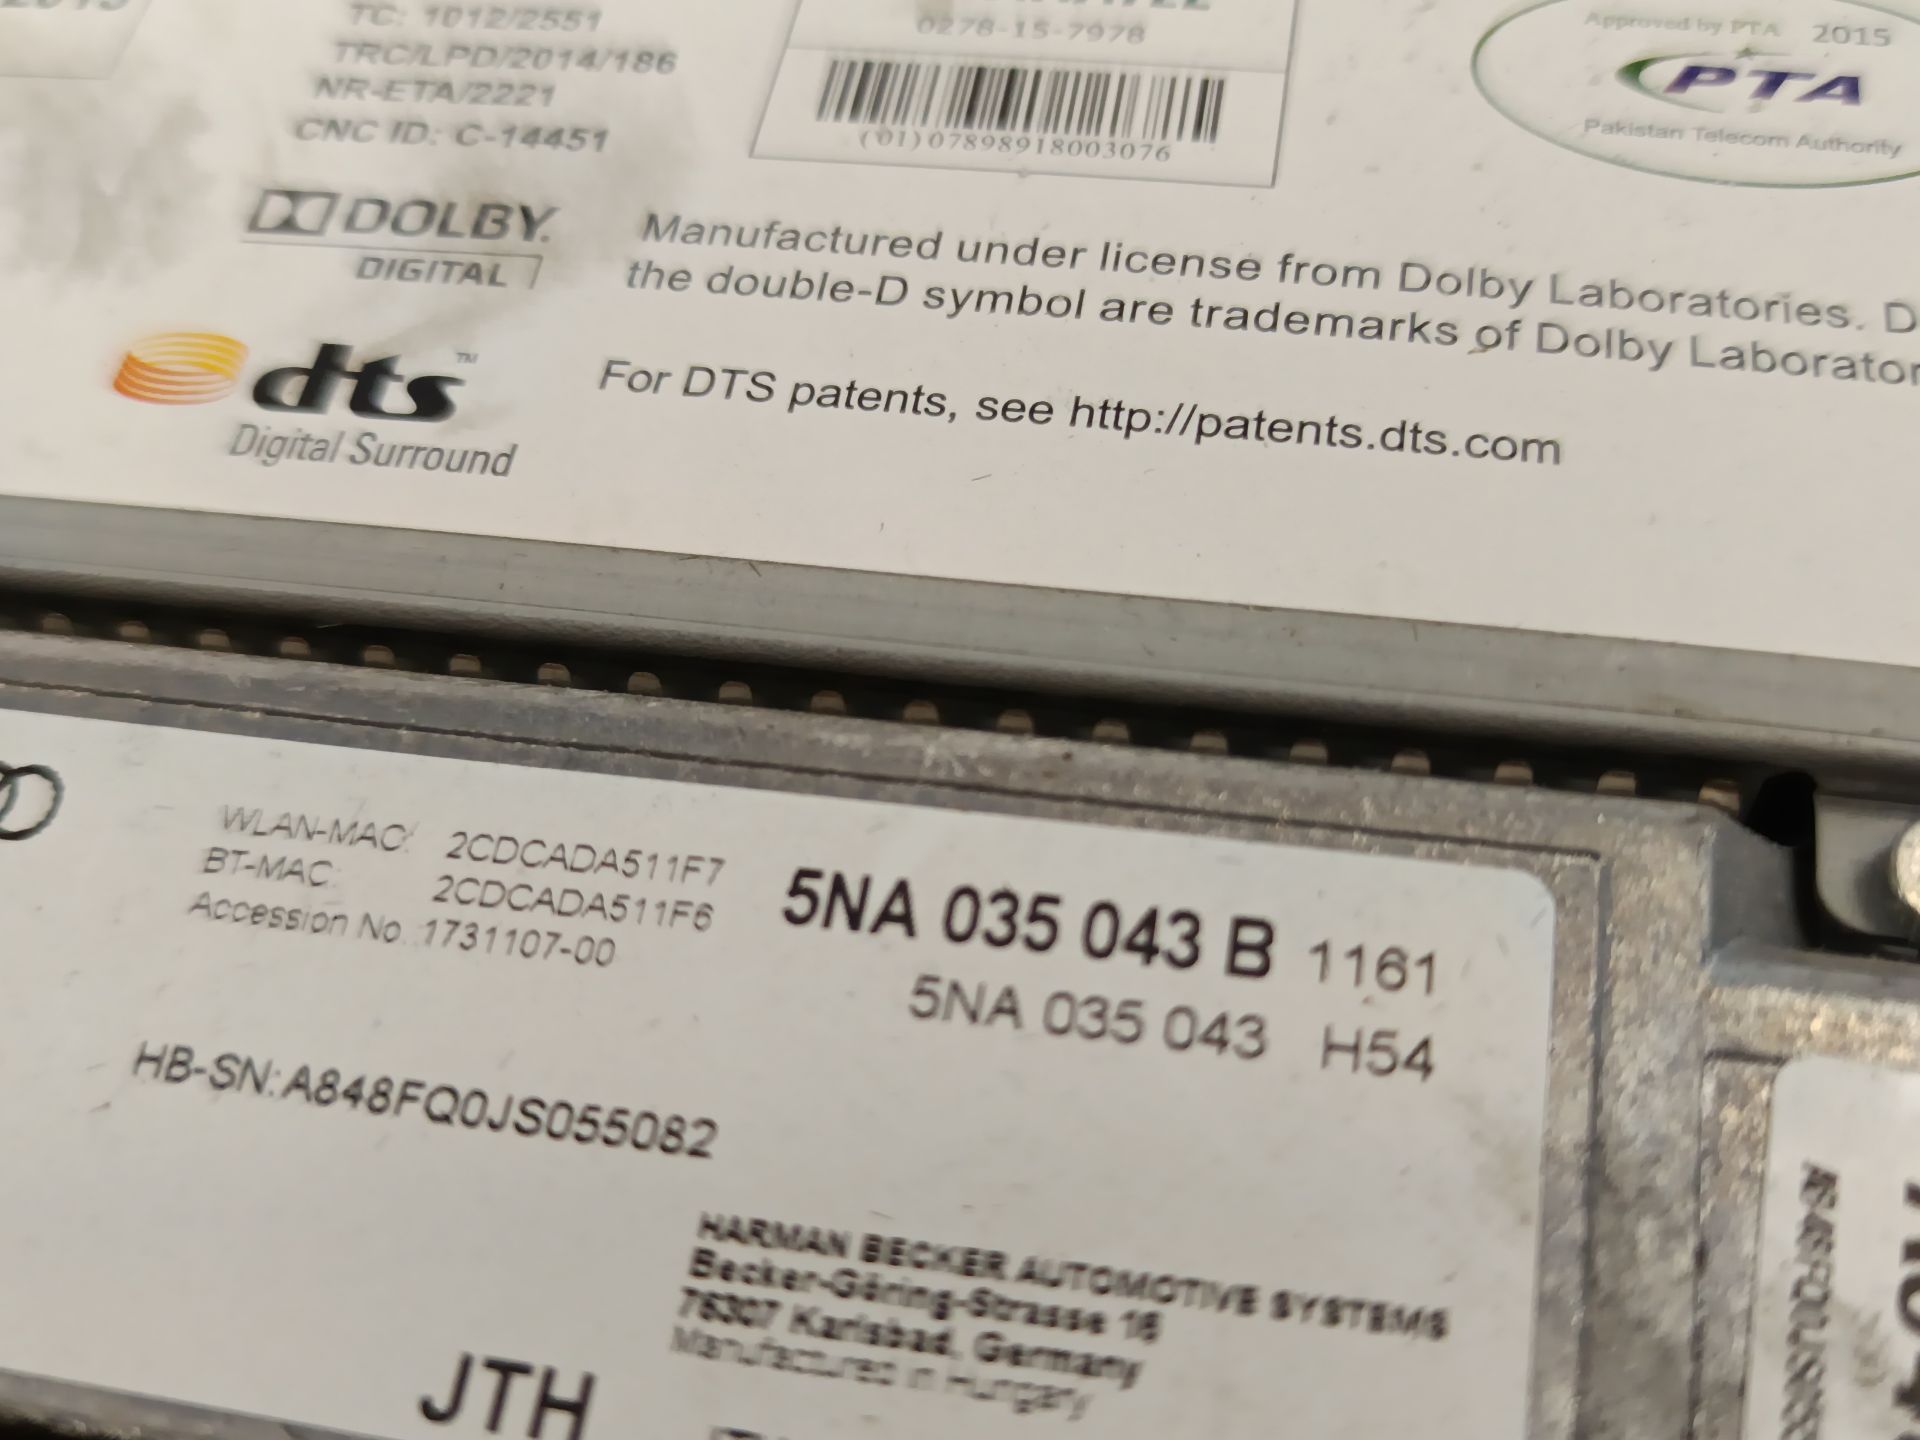 TC: 1012/2551
TRC/LPD/2014/186
NR-ETA/2221
CNC ID: C-14451
0278-15-7978
(01)07898918003076
Approved by PTA 2015
PTA
Pakistan Telecom Authority
DOLBY.
DIGITAL
Manufactured under license from Dolby Laboratories. D
the double-D symbol are trademarks of Dolby Laborator
dts™
Digital Surround
For DTS patents, see http://patents.dts.com
WLAN-MAC: 2CDCADA511F7
BT-MAC: 2CDCADA511F6
Accession No. 1731107-00
5NA 035 043 B 1161
5NA 035 043 H54
HB-SN: A848FQ0JS055082
HARMAN BECKER AUTOMOTIVE SYSTEMS
Becker-Göring-Strasse 16
76307 Karlsbad, Germany
Manufactured in Hungary
JTH